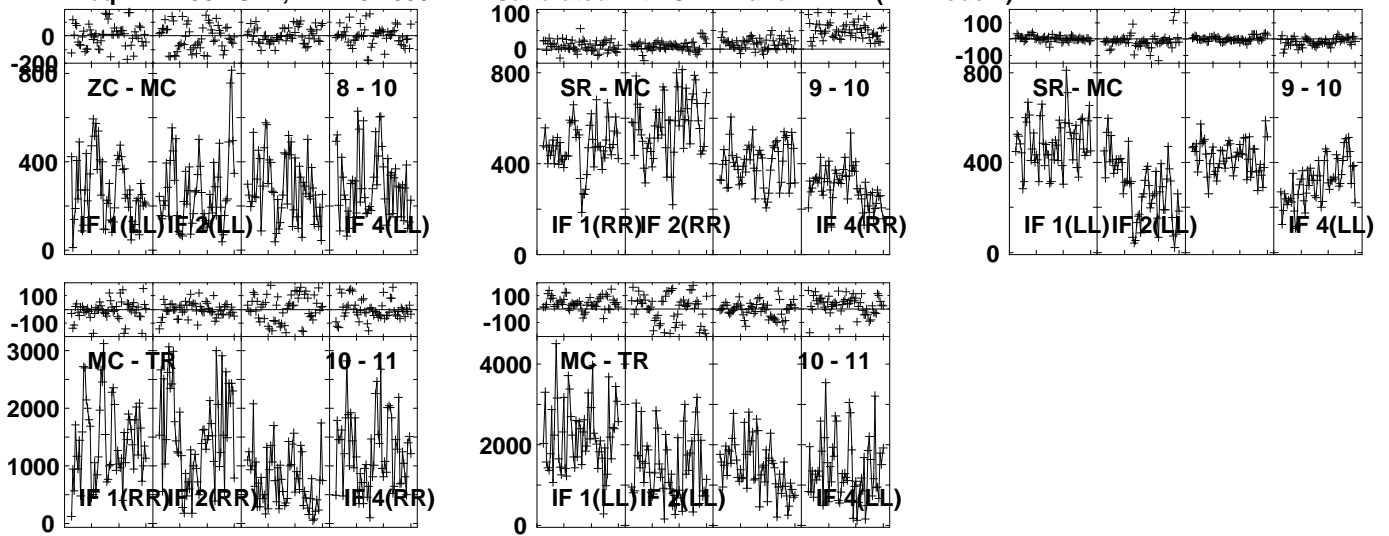 0
-200
800
400
0
ZC - MC
8 - 10
IF 1(LL)
IF 2(LL)
IF 4(LL)
100
0
800
400
0
SR - MC
9 - 10
IF 1(RR)
IF 2(RR)
IF 4(RR)
100
-100
800
400
0
SR - MC
9 - 10
IF 1(LL)
IF 2(LL)
IF 4(LL)
100
-100
3000
2000
1000
0
MC - TR
10 - 11
IF 1(RR)
IF 2(RR)
IF 4(RR)
100
-100
4000
2000
0
MC - TR
10 - 11
IF 1(LL)
IF 2(LL)
IF 4(LL)